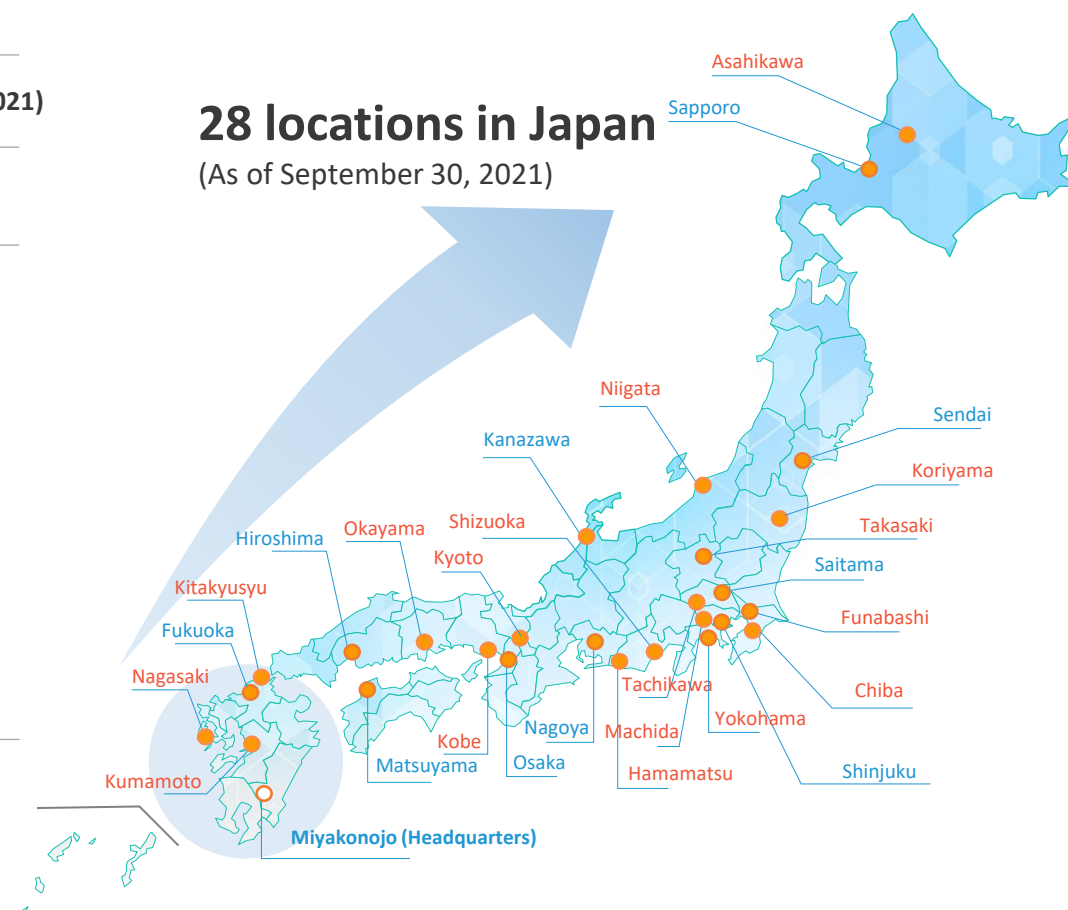 021)
28 locations in Japan
(As of September 30, 2021)
Asahikawa
Sapporo
Niigata
Sendai
Kanazawa
Koriyama
Shizuoka
Okayama
Takasaki
Hiroshima
Kyoto
Saitama
Kitakyusyu
Funabashi
Fukuoka
Nagasaki
Tachikawa
Chiba
Yokohama
Nagoya
Machida
Kobe
Osaka
Matsuyama
Hamamatsu
Shinjuku
Kumamoto
Miyakonojo (Headquarters)